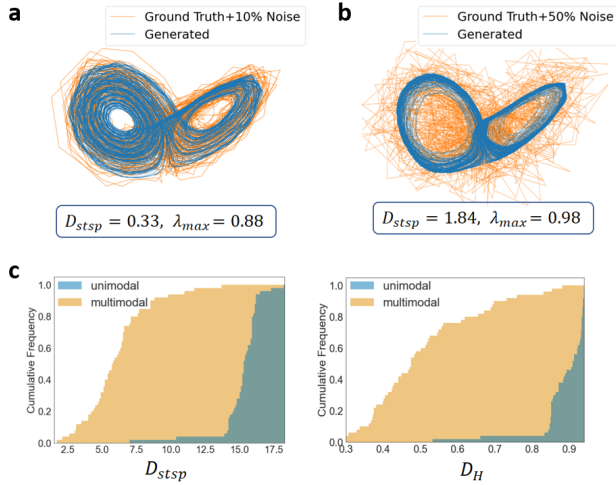 a
Ground Truth+10% Noise
Generated
D_stsp = 0.33, λ_max = 0.88
b
Ground Truth+50% Noise
Generated
D_stsp = 1.84, λ_max = 0.98
c
unimodal
multimodal
Cumulative Frequency
1.0
0.8
0.6
0.4
0.2
0.0
2.5 5.0 7.5 10.0 12.5 15.0 17.5
D_stsp
unimodal
multimodal
Cumulative Frequency
1.0
0.8
0.6
0.4
0.2
0.0
0.3 0.4 0.5 0.6 0.7 0.8 0.9
D_H